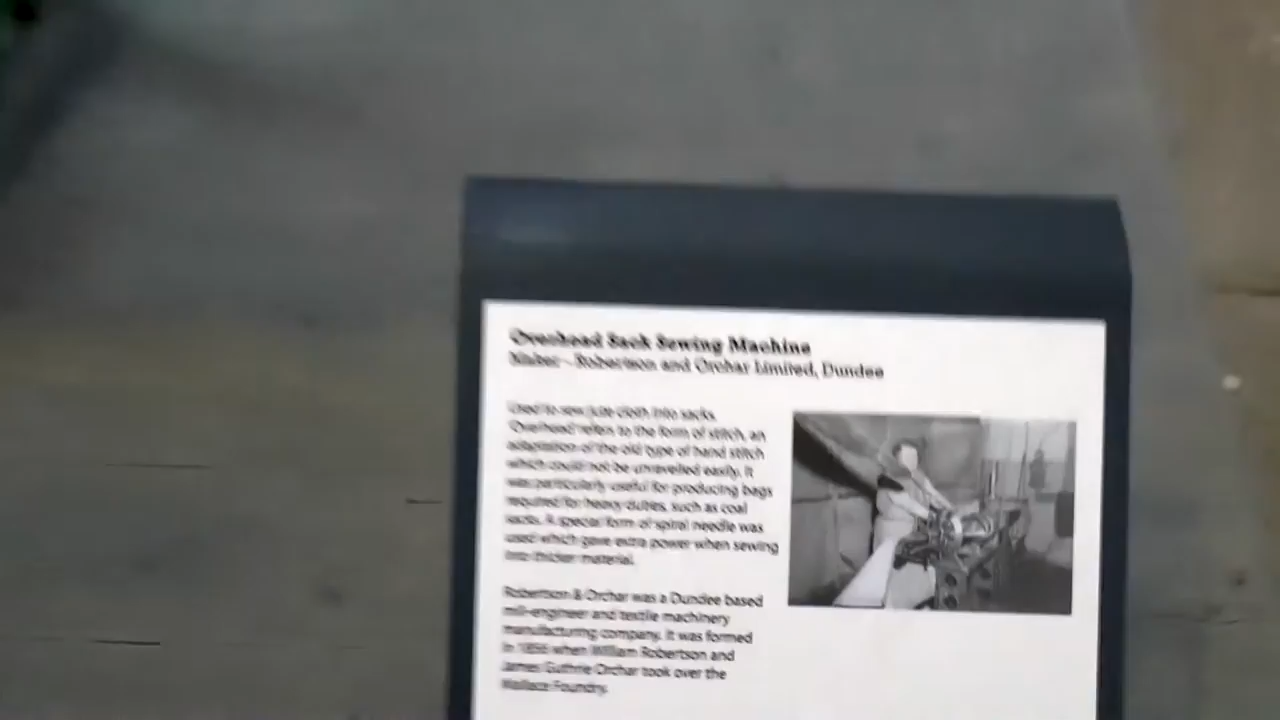 Overhead Sack Sewing Machine
Maker - Robertson and Orchar Limited, Dundee
Used to sew jute cloth into sacks.
'Overhead' refers to the form of stitch, an
adaptation of the old type of hand stitch
which could not be unravelled easily. It
was particularly useful for producing bags
required for heavy duties, such as coal
sacks. A special form of spiral needle was
used which gave extra power when sewing
into thicker material.
Robertson & Orchar was a Dundee based
mill-engineer and textile machinery
manufacturing company. It was formed
in when William Robertson and
James Guthrie Orchar took over the
Wallace Foundry.